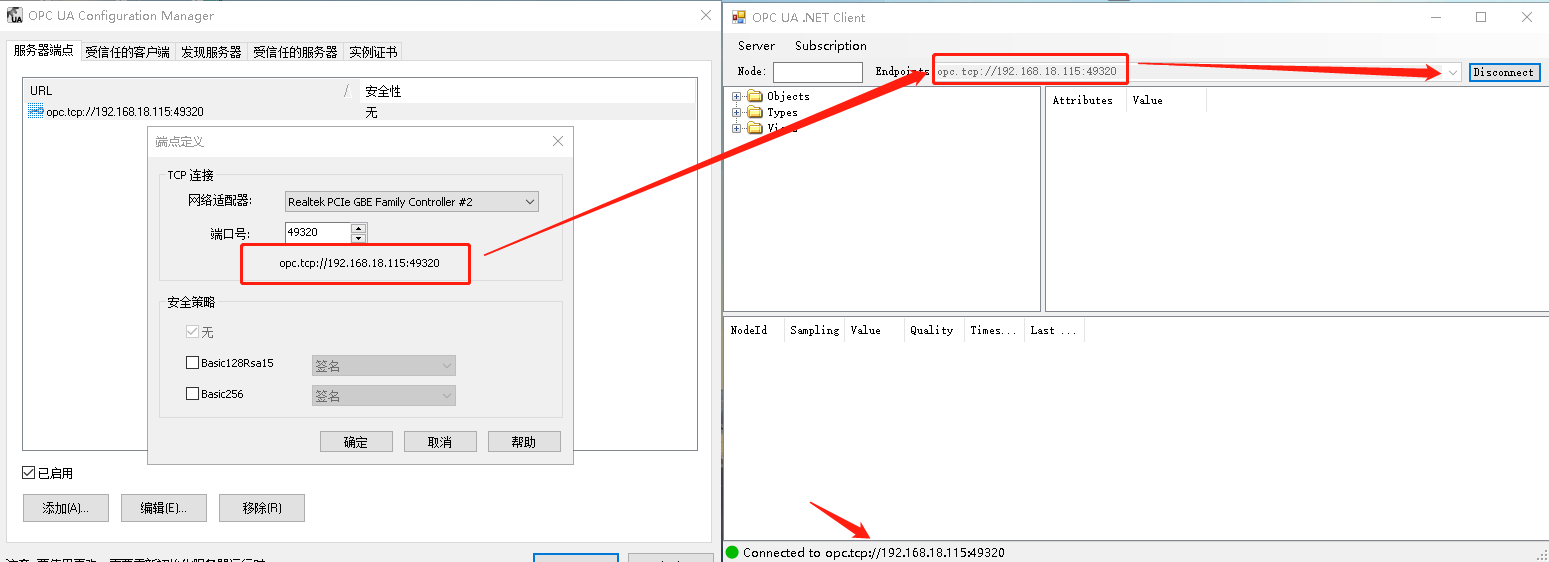 OPC UA Configuration Manager
服务器端点 受信任的客户端 发现服务器 受信任的服务器 实例证书
URL / 安全性
opc.tcp://192.168.18.115:49320 无
端点定义
TCP 连接
网络适配器: Realtek PCIe GBE Family Controller #2
端口号: 49320
opc.tcp://192.168.18.115:49320
安全策略
无
Basic128Rsa15 签名
Basic256 签名
确定 取消 帮助
已启用
添加(A)... 编辑(E)... 移除(R)
OPC UA .NET Client
Server Subscription
Node: Endpoints opc.tcp://192.168.18.115:49320 Disconnect
Objects
Types
Attributes Value
NodeId Sampling Value Quality Times... Last ...
Connected to opc.tcp://192.168.18.115:49320